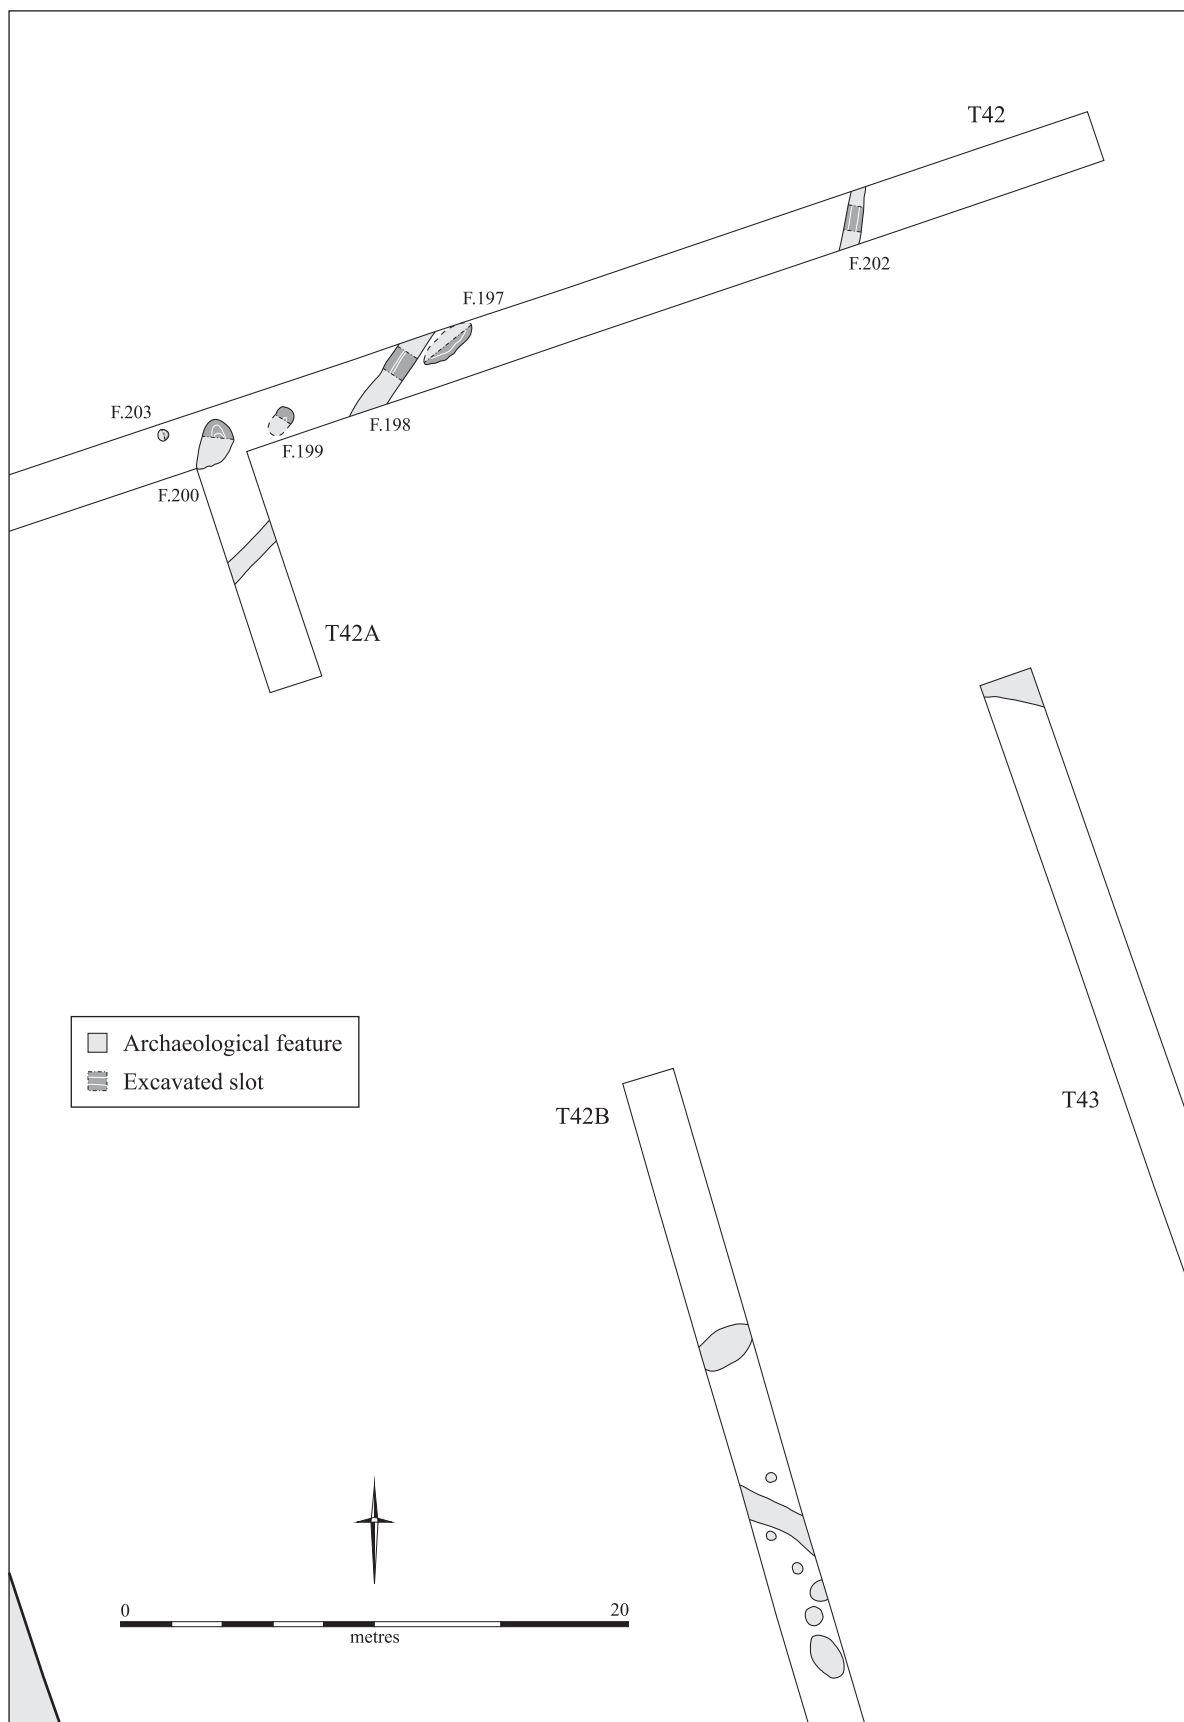 T42
F.202
F.197
F.203
F.198
F.199
F.200
T42A
Archaeological feature
Excavated slot
T43
T42B
0 20
metres